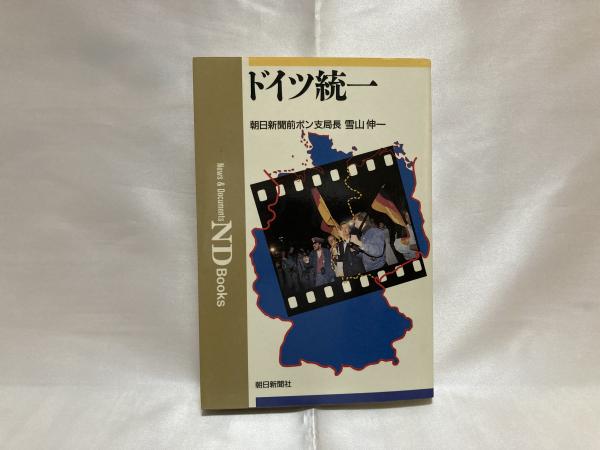 ドイツ統一
朝日新聞前ボン支局長 雪山伸一
News & Documents
ND Books
朝日新聞社